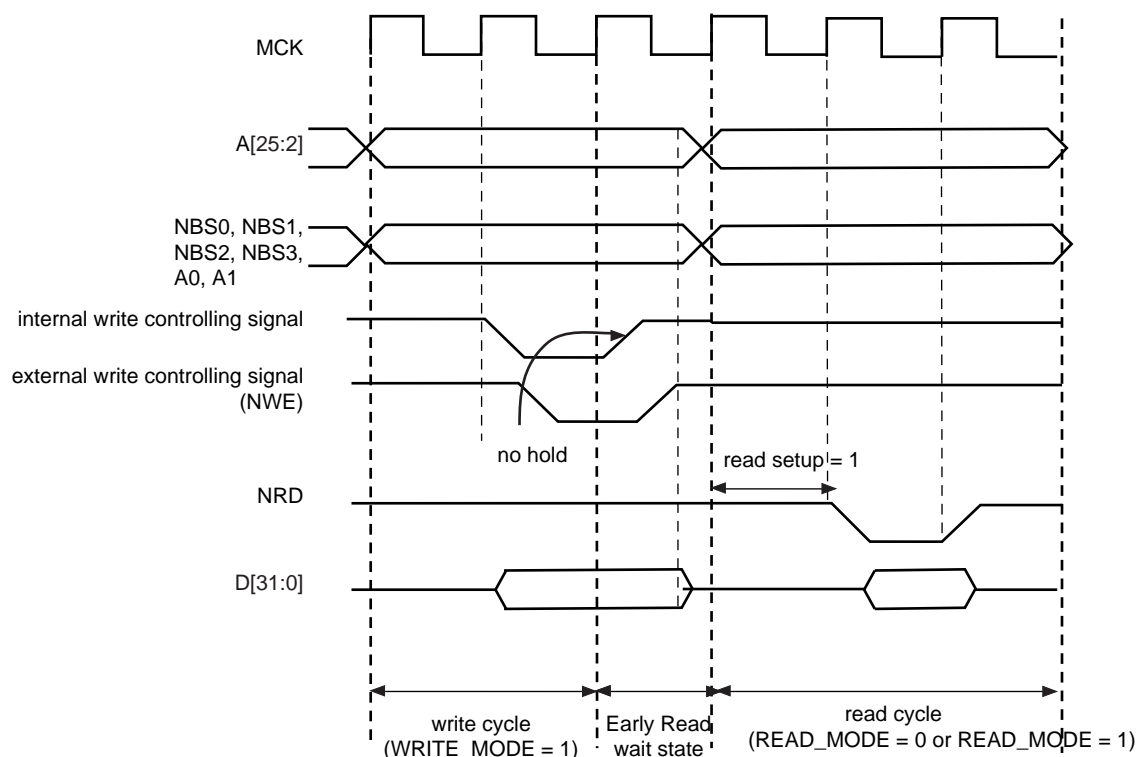 MCK
A[25:2]
NBS0, NBS1,
NBS2, NBS3,
A0, A1
internal write controlling signal
external write controlling signal
(NWE)
no hold
read setup = 1
NRD
D[31:0]
write cycle
(WRITE_MODE = 1)
Early Read
wait state
read cycle
(READ_MODE = 0 or READ_MODE = 1)